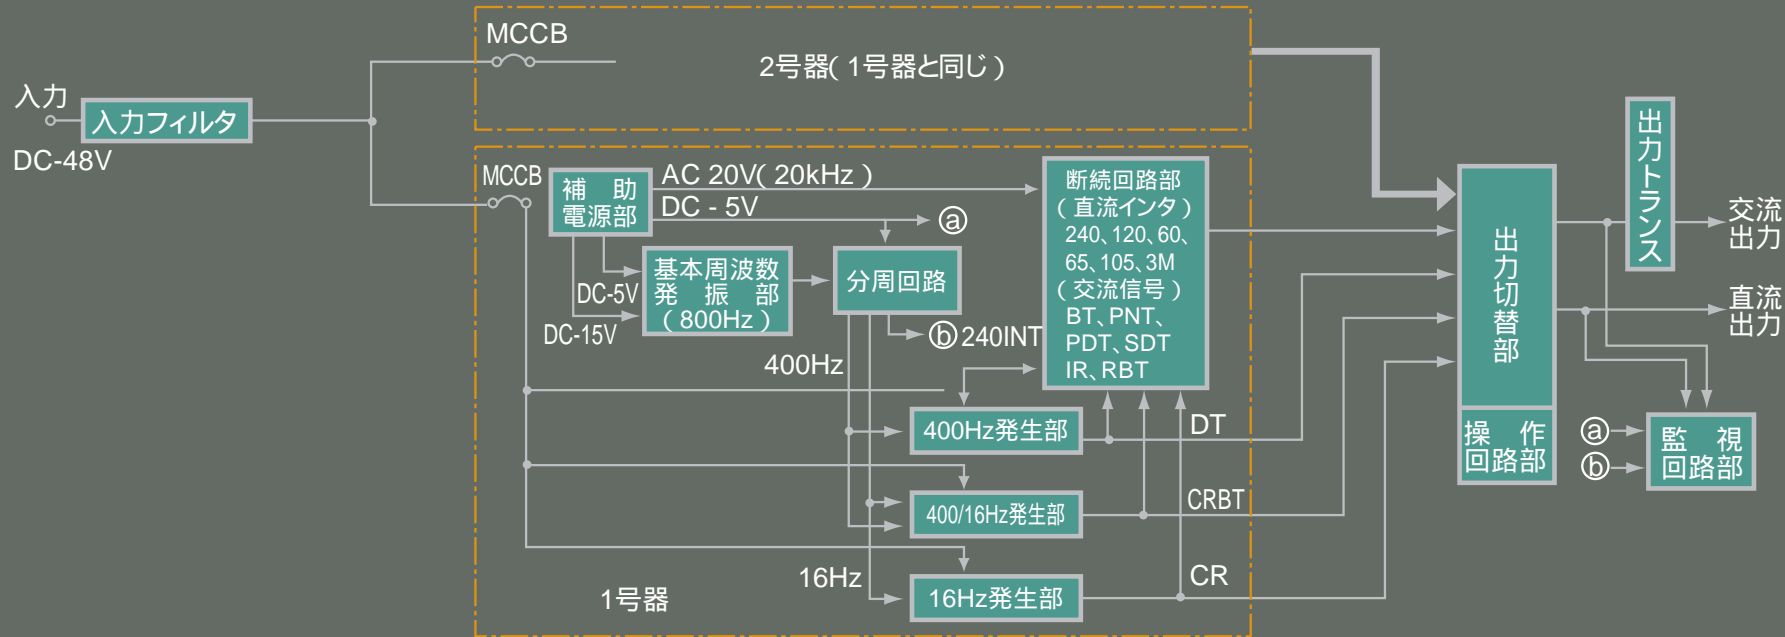 MCCB
2号器(1号器と同じ)
入力
入力フィルタ
DC-48V
MCCB
補 助
電源部
AC 20V(20kHz)
DC - 5V
ⓐ
基本周波数
発 振 部
(800Hz)
DC-5V
DC-15V
分周回路
ⓑ 240INT
400Hz
断続回路部
(直流インタ)
240、120、60、
65、105、3M
(交流信号)
BT、PNT、
PDT、SDT
IR、RBT
400Hz発生部
DT
400/16Hz発生部
CRBT
16Hz
16Hz発生部
CR
1号器
出力切替部
操 作
回路部
出力トランス
交流
出力
直流
出力
ⓐ
ⓑ
監 視
回路部